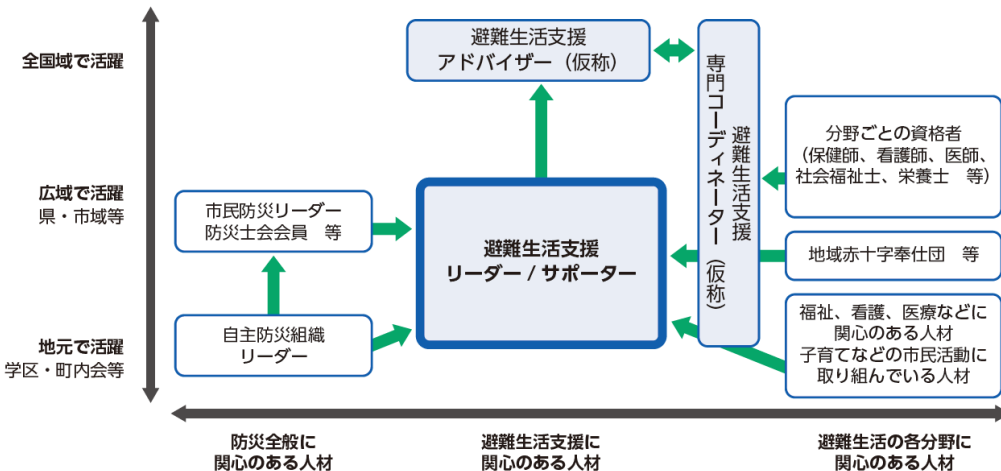 全国域で活躍
広域で活躍
県・市域等
地元で活躍
学区・町内会等
避難生活支援
アドバイザー（仮称）
避難生活支援
専門コーディネーター（仮称）
分野ごとの資格者
（保健師、看護師、医師、
社会福祉士、栄養士　等）
市民防災リーダー
防災士会会員　等
避難生活支援
リーダー / サポーター
地域赤十字奉仕団　等
自主防災組織
リーダー
福祉、看護、医療などに
関心のある人材
子育てなどの市民活動に
取り組んでいる人材
防災全般に
関心のある人材
避難生活支援に
関心のある人材
避難生活の各分野に
関心のある人材